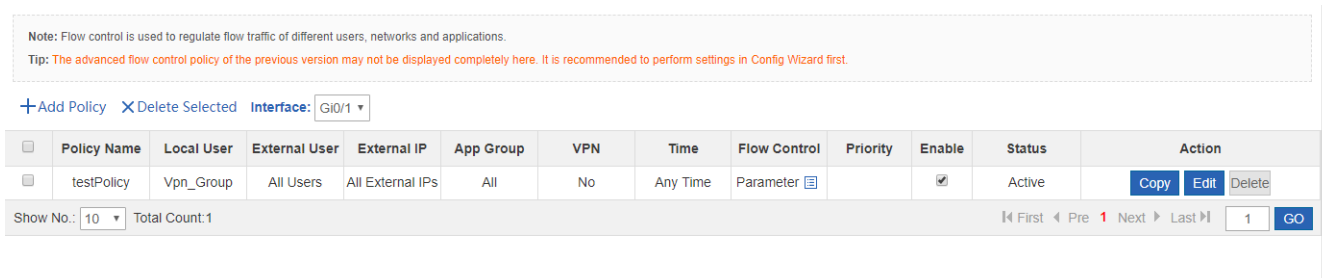 Note: Flow control is used to regulate flow traffic of different users, networks and applications.
Tip: The advanced flow control policy of the previous version may not be displayed completely here. It is recommended to perform settings in Config Wizard first.
Add Policy Delete Selected Interface: Gi0/1
Policy Name Local User External User External IP App Group VPN Time Flow Control Priority Enable Status Action
testPolicy Vpn_Group All Users All External IPs All No Any Time Parameter Active Copy Edit Delete
Show No.: 10 Total Count:1 First Pre 1 Next Last 1 GO